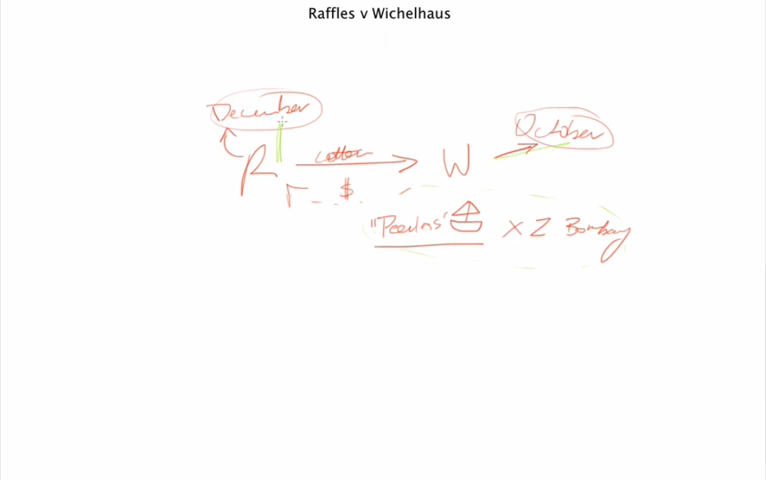 Raffles v Wichelhaus
December
October
R cotton W
$
"Peerless" X 2 Bombay